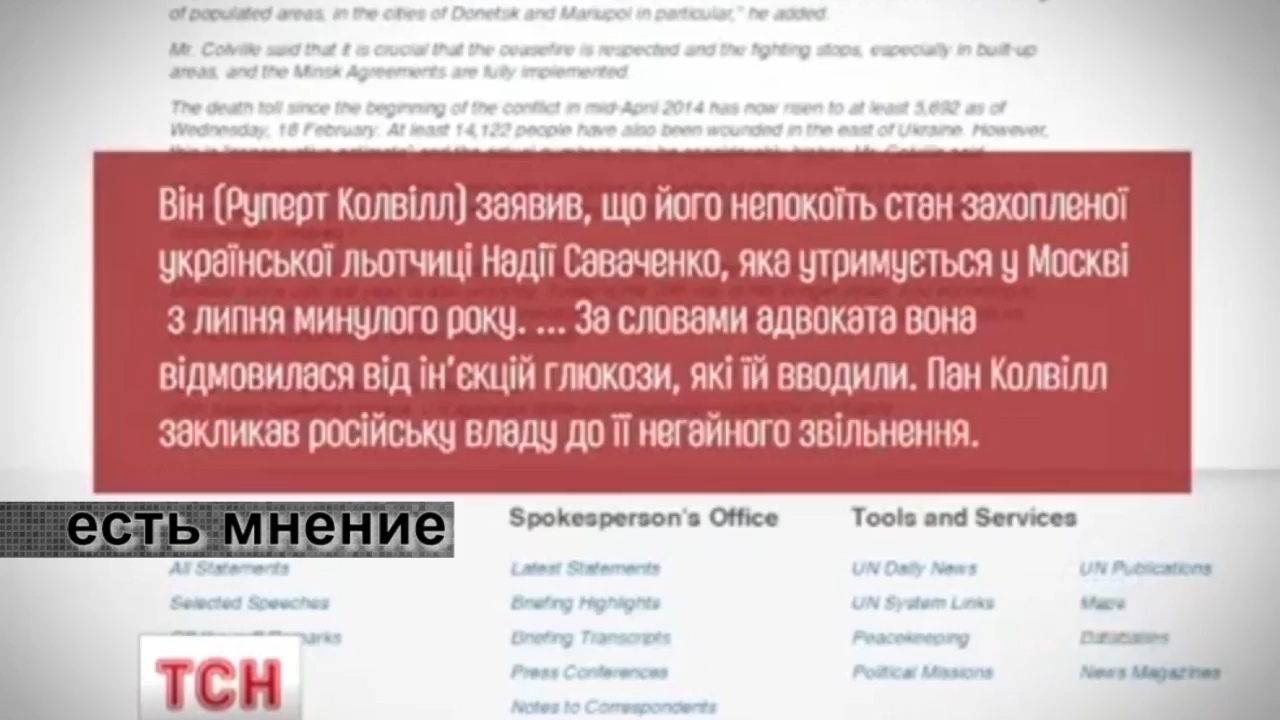 of populated areas, in the cities of Donetsk and Mariupol in particular," he added.
Mr. Colville said that it is crucial that the ceasefire is respected and the fighting stops, especially in built-up
areas, and the Minsk Agreements are fully implemented.
The death toll since the beginning of the conflict in mid-April 2014 has now risen to at least 5,692 as of
Wednesday, 18 February. At least 14,122 people have also been wounded in the east of Ukraine. However,
Він (Руперт Колвілл) заявив, що його непокоїть стан захопленої
української льотчиці Надії Саваченко, яка утримується у Москві
з липня минулого року. ... За словами адвоката вона
відмовилася від ін'єкцій глюкози, які їй вводили. Пан Колвілл
закликав російську владу до її негайного звільнення.
есть мнение
Spokesperson's Office
Tools and Services
All Statements
Latest Statements
UN Daily News
UN Publications
Selected Speeches
Briefing Highlights
UN System Links
Maps
Briefing Transcripts
Peacekeeping
Databases
Press Conferences
Political Missions
News Magazines
Notes to Correspondents
ТСН